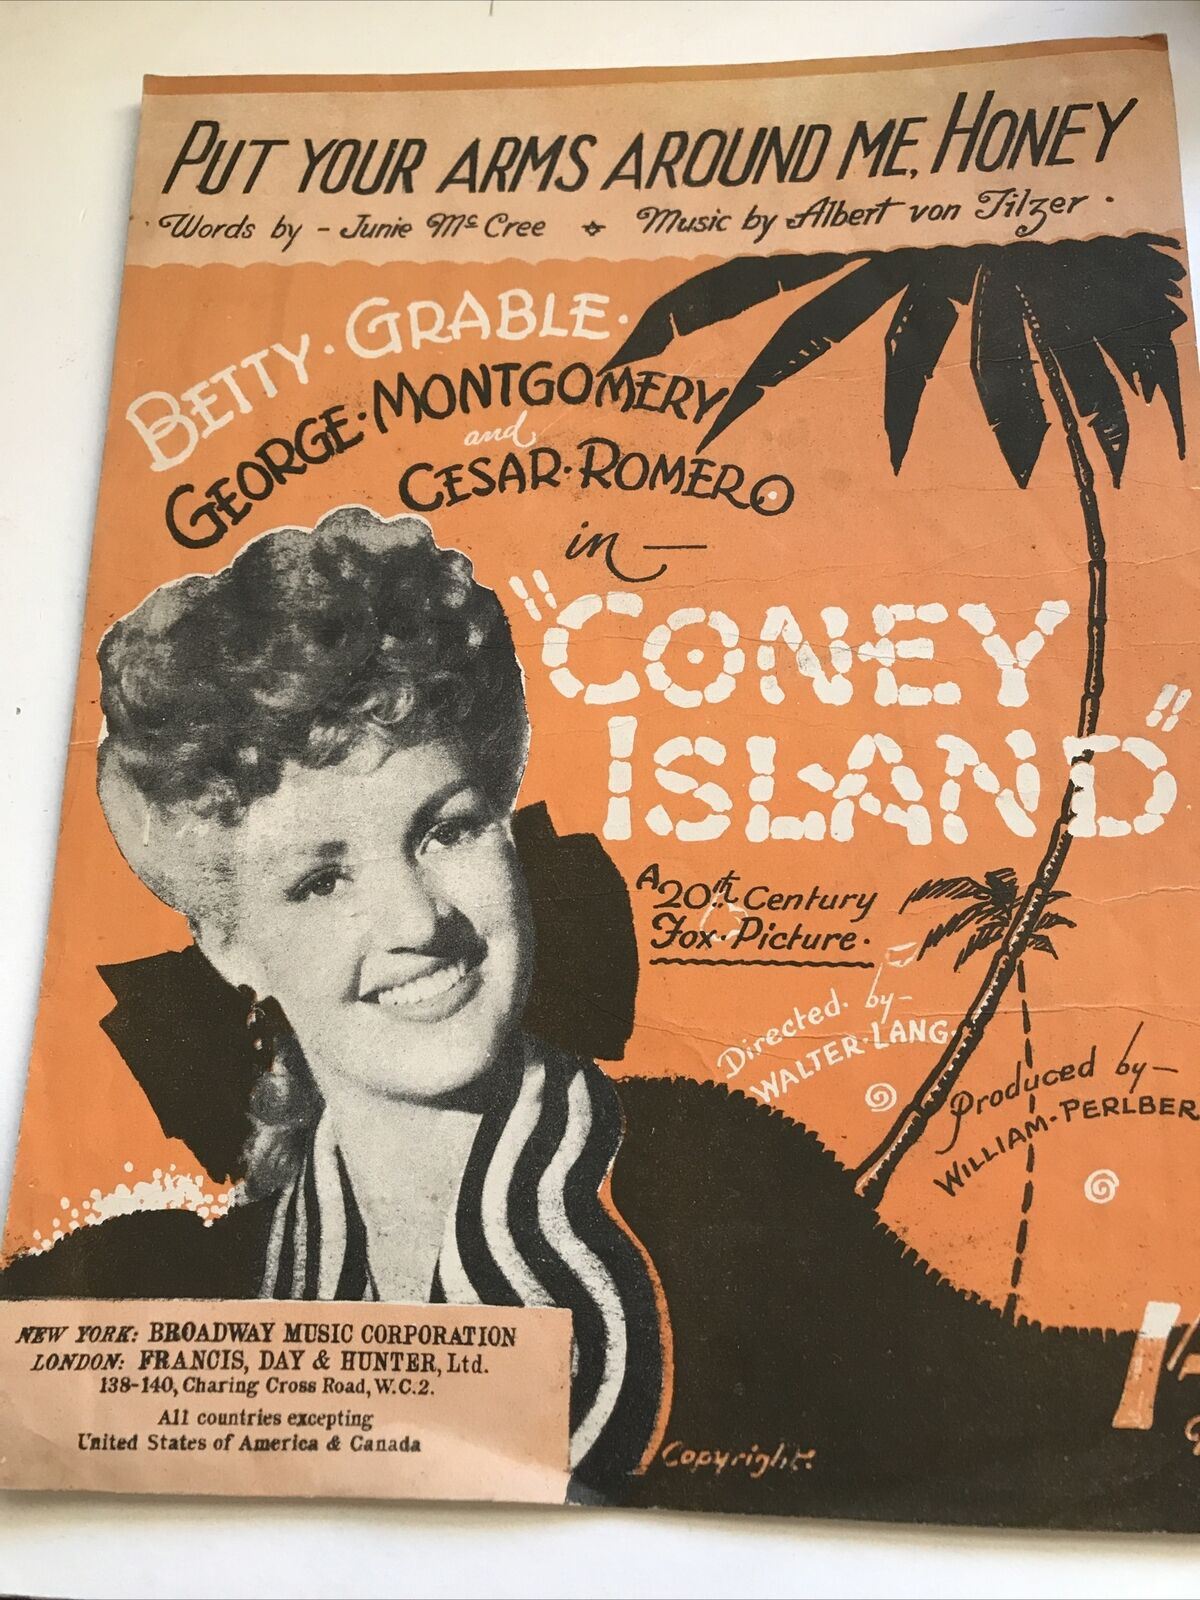 PUT YOUR ARMS AROUND ME, HONEY
Words by - Junie Mc Cree Music by Albert von Tilzer
BETTY · GRABLE ·
GEORGE · MONTGOMERY
and
CESAR · ROMERO
in —
"CONEY
ISLAND"
A 20th Century
Fox · Picture ·
Directed · by —
WALTER · LANG ·
Produced by —
WILLIAM · PERLBER
NEW YORK: BROADWAY MUSIC CORPORATION
LONDON: FRANCIS, DAY & HUNTER, Ltd.
138-140, Charing Cross Road, W.C.2.
All countries excepting
United States of America & Canada
Copyright.
1/-